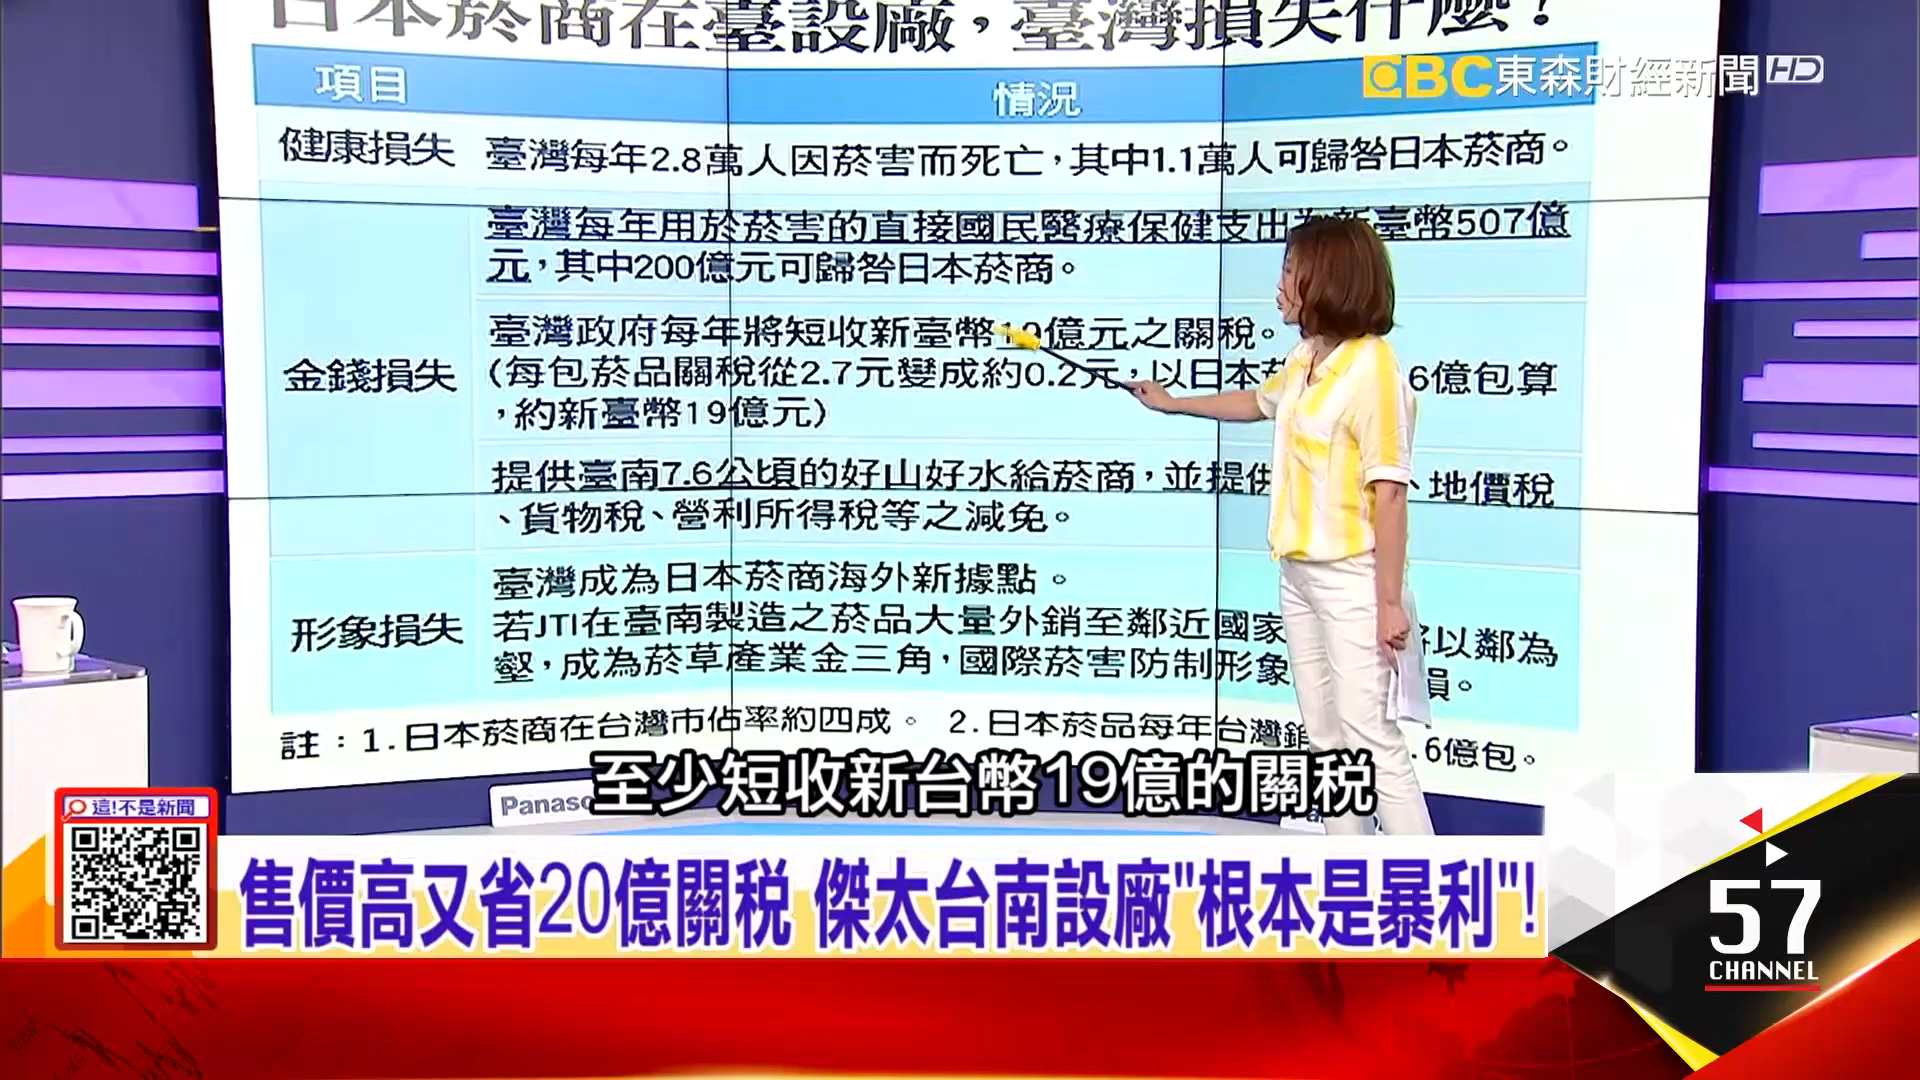 日本菸商在臺設廠，臺灣損失什麼？
EBC 東森財經新聞 HD
項目 情況
健康損失 臺灣每年2.8萬人因菸害而死亡，其中1.1萬人可歸咎日本菸商。
臺灣每年用於菸害的直接國民醫療保健支出為新臺幣507億
元，其中200億元可歸咎日本菸商。
金錢損失
臺灣政府每年將短收新臺幣19億元之關稅。
（每包菸品關稅從2.7元變成約0.2元，以日本菸 6億包算
，約新臺幣19億元）
提供臺南7.6公頃的好山好水給菸商，並提供 、地價稅
、貨物稅、營利所得稅等之減免。
形象損失
臺灣成為日本菸商海外新據點。
若JTI在臺南製造之菸品大量外銷至鄰近國家 將以鄰為
壑，成為菸草產業金三角，國際菸害防制形象 損。
註：1.日本菸商在台灣市佔率約四成。 2.日本菸品每年台灣銷 .6億包。
至少短收新台幣19億的關稅
Panaso
這!不是新聞
售價高又省20億關稅 傑太台南設廠"根本是暴利"!
57
CHANNEL